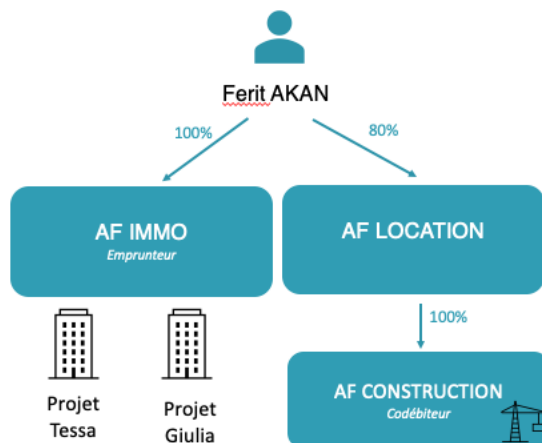 Ferit AKAN
100%
80%
AF IMMO
Emprunteur
AF LOCATION
100%
Projet
Tessa
Projet
Giulia
AF CONSTRUCTION
Codébiteur